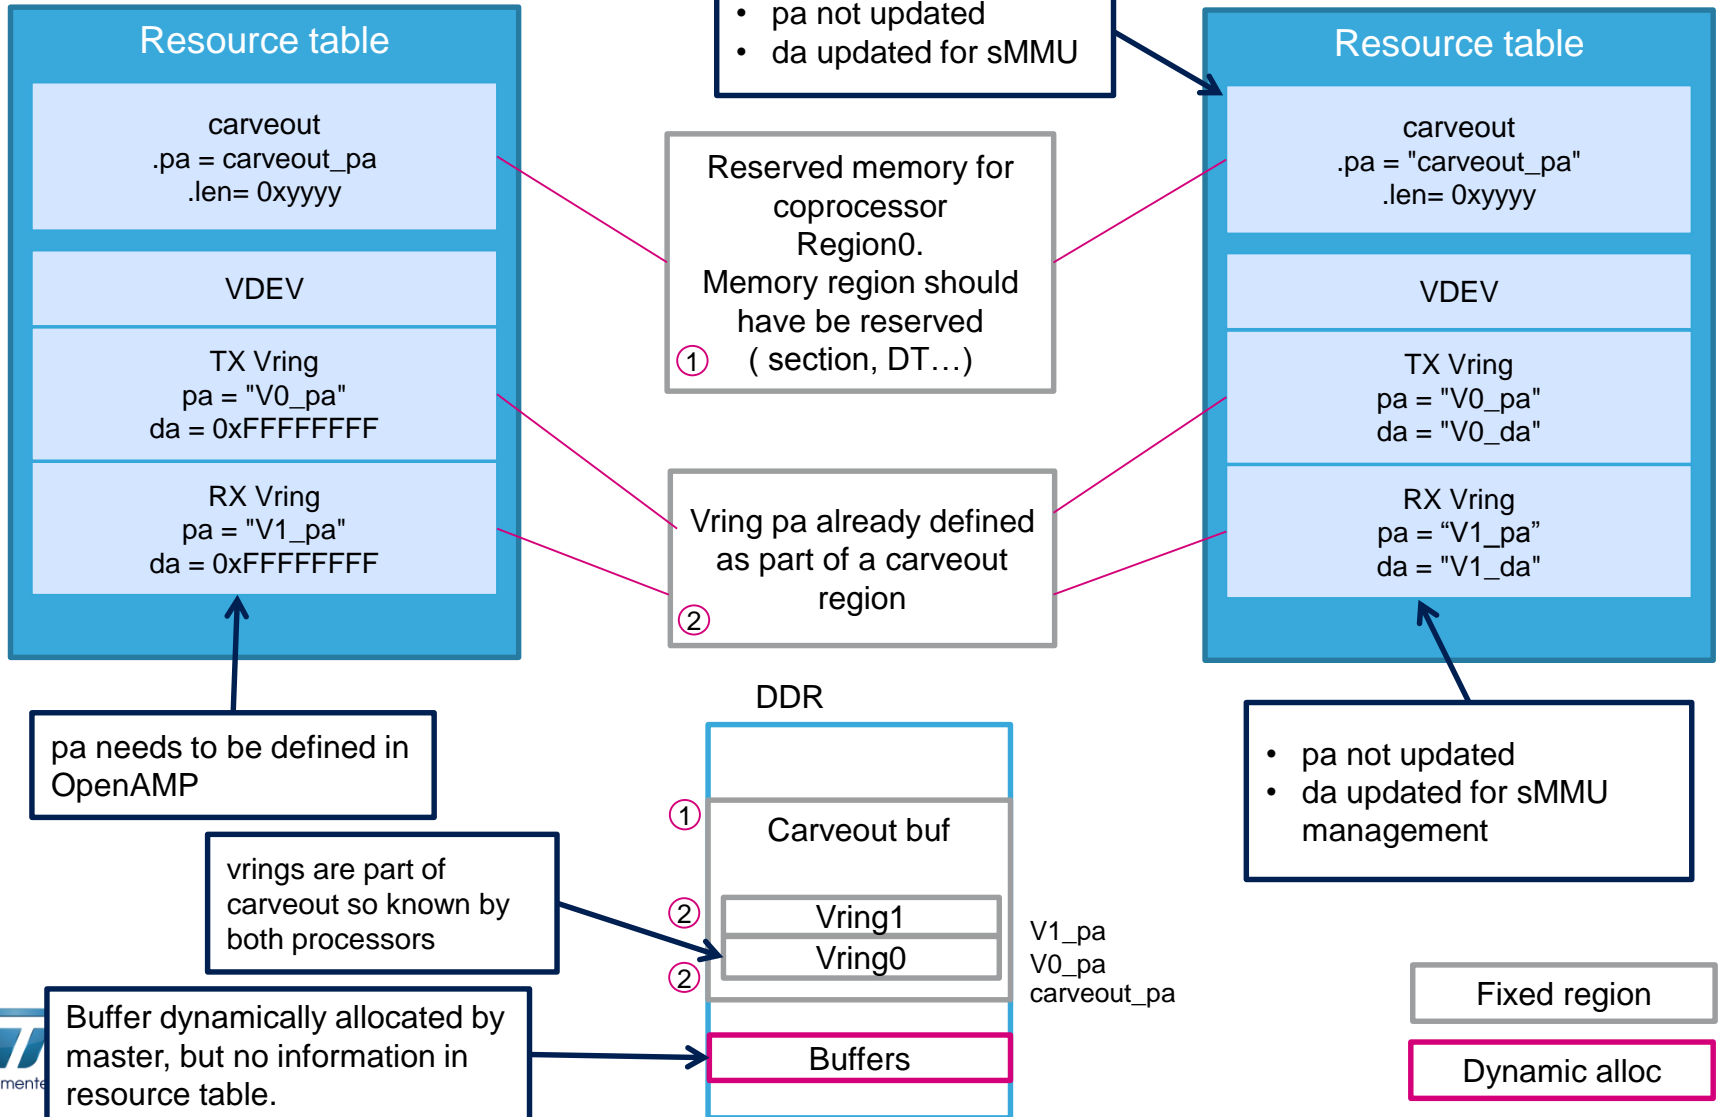 Resource table
carveout
.pa = carveout_pa
.len= 0xyyyy
VDEV
TX Vring
pa = "V0_pa"
da = 0xFFFFFFFF
RX Vring
pa = "V1_pa"
da = 0xFFFFFFFF
pa needs to be defined in
OpenAMP
• pa not updated
• da updated for sMMU
Reserved memory for
coprocessor
Region0.
Memory region should
have be reserved
1 ( section, DT…)
Vring pa already defined
as part of a carveout
region
2
Resource table
carveout
.pa = "carveout_pa"
.len= 0xyyyy
VDEV
TX Vring
pa = "V0_pa"
da = "V0_da"
RX Vring
pa = “V1_pa”
da = "V1_da"
• pa not updated
• da updated for sMMU
management
DDR
1
Carveout buf
vrings are part of
carveout so known by
both processors
2
Vring1
Vring0
2
V1_pa
V0_pa
carveout_pa
Buffer dynamically allocated by
master, but no information in
resource table.
Buffers
Fixed region
Dynamic alloc